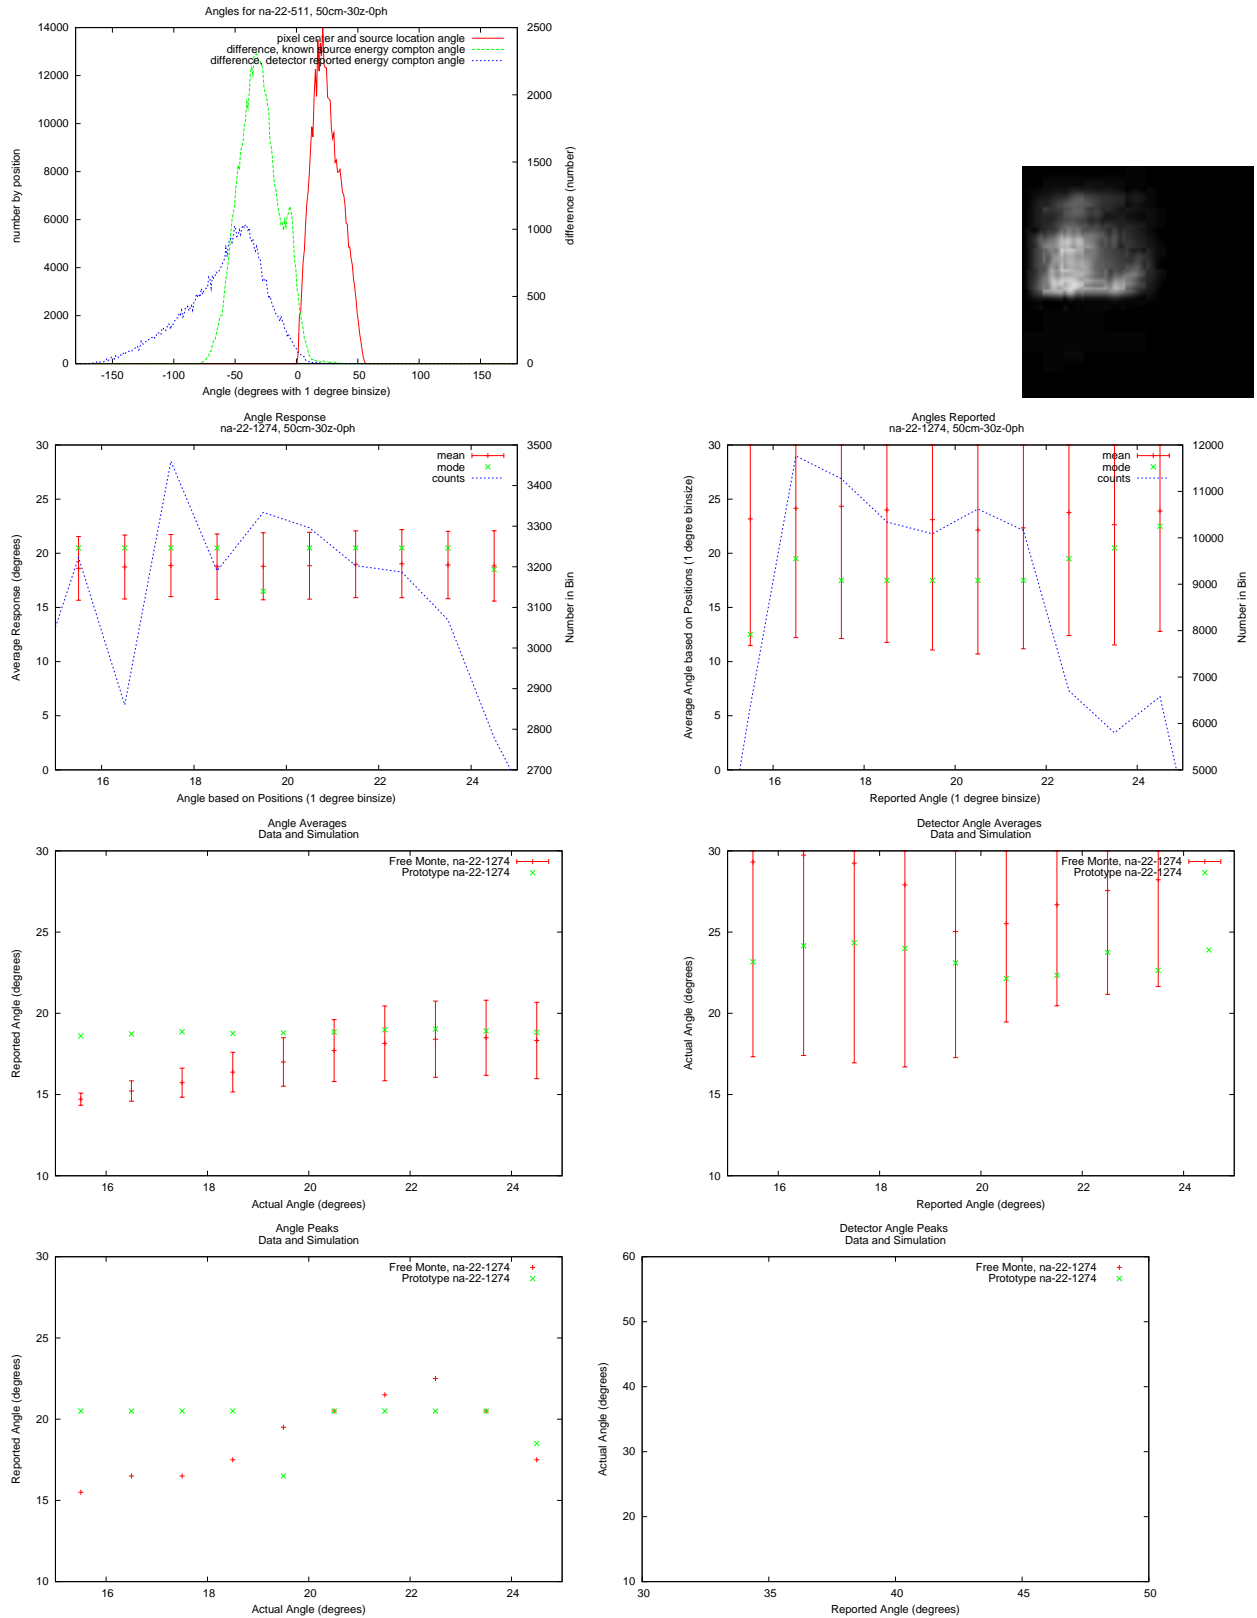 Angles for na-22-511, 50cm-30z-0ph
pixel center and source location angle
difference, known source energy compton angle
difference, detector reported energy compton angle
number by position
difference (number)
0
2000
4000
6000
8000
10000
12000
14000
0
500
1000
1500
2000
2500
-150 -100 -50 0 50 100 150
Angle (degrees with 1 degree binsize)
Angle Response
na-22-1274, 50cm-30z-0ph
mean
mode
counts
Average Response (degrees)
Number in Bin
0
5
10
15
20
25
30
2700
2800
2900
3000
3100
3200
3300
3400
3500
16 18 20 22 24
Angle based on Positions (1 degree binsize)
Angles Reported
na-22-1274, 50cm-30z-0ph
mean
mode
counts
Average Angle based on Positions (1 degree binsize)
Number in Bin
0
5
10
15
20
25
30
5000
6000
7000
8000
9000
10000
11000
12000
16 18 20 22 24
Reported Angle (1 degree binsize)
Angle Averages
Data and Simulation
Free Monte, na-22-1274
Prototype na-22-1274
Reported Angle (degrees)
10
15
20
25
30
16 18 20 22 24
Actual Angle (degrees)
Detector Angle Averages
Data and Simulation
Free Monte, na-22-1274
Prototype na-22-1274
Actual Angle (degrees)
10
15
20
25
30
16 18 20 22 24
Reported Angle (degrees)
Angle Peaks
Data and Simulation
Free Monte, na-22-1274
Prototype na-22-1274
Reported Angle (degrees)
10
15
20
25
30
16 18 20 22 24
Actual Angle (degrees)
Detector Angle Peaks
Data and Simulation
Free Monte, na-22-1274
Prototype na-22-1274
Actual Angle (degrees)
10
20
30
40
50
60
30 35 40 45 50
Reported Angle (degrees)